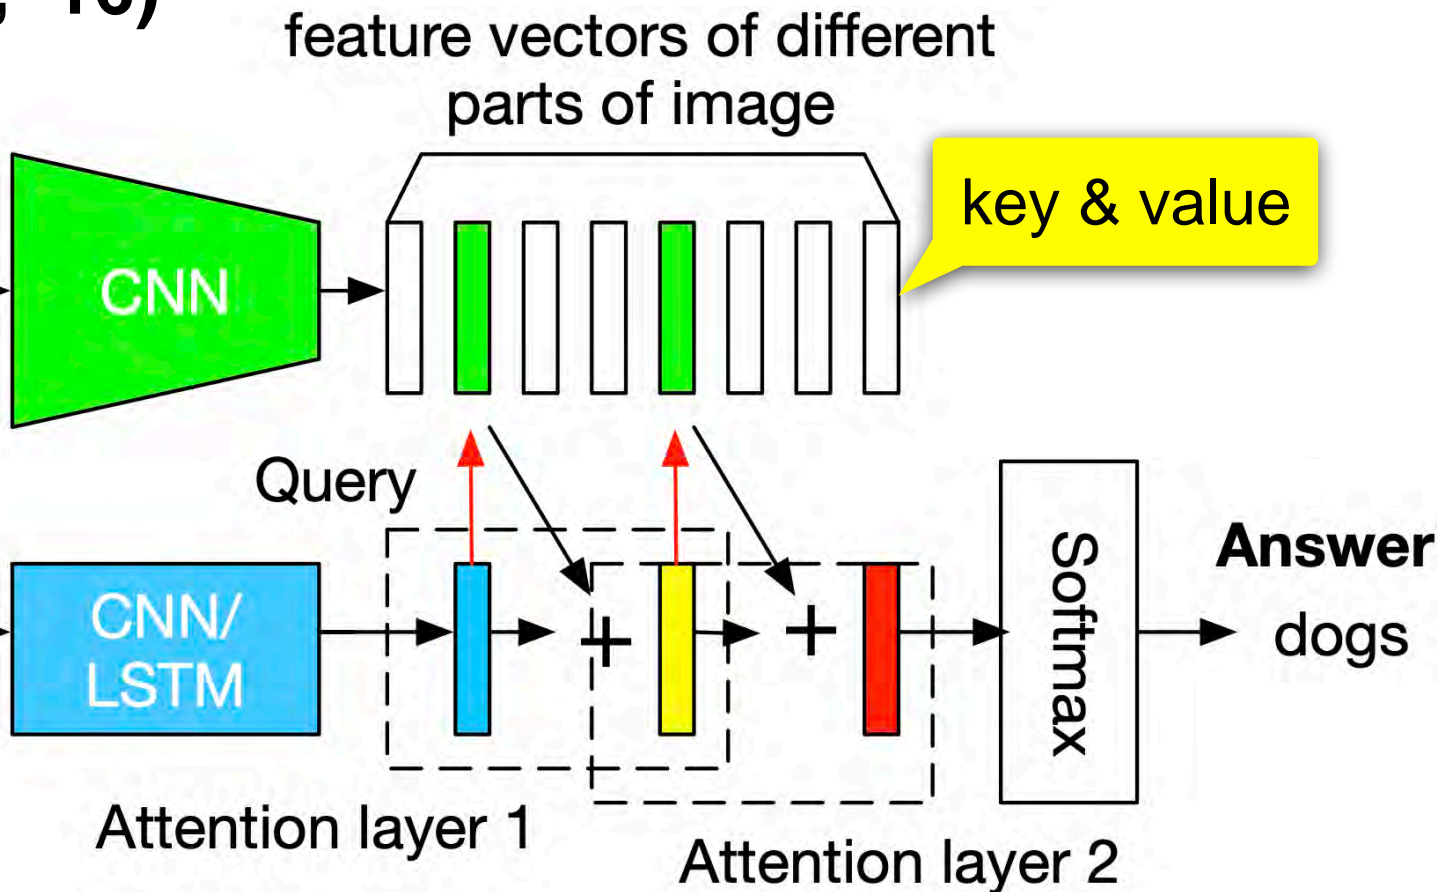 , 16)
feature vectors of different
parts of image
key & value
CNN
Query
CNN/
LSTM
+
+
Softmax
Answer
dogs
Attention layer 1
Attention layer 2